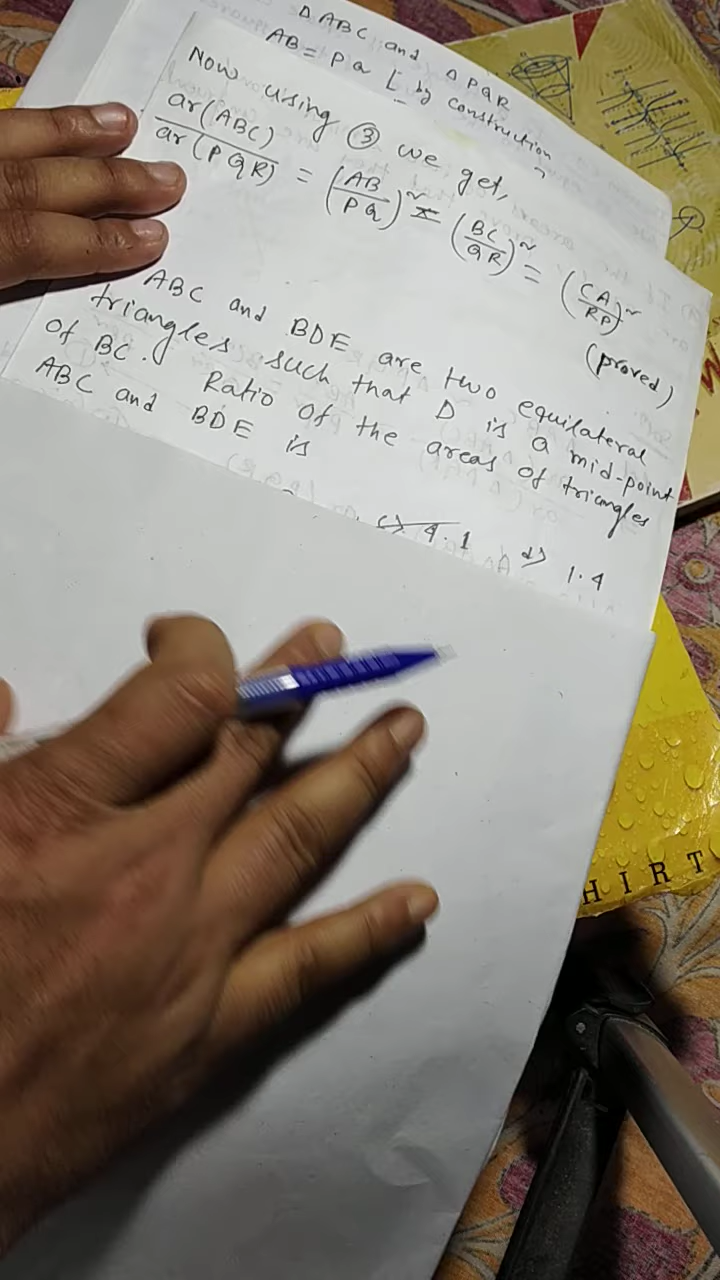 △ ABC and △ PQR
AB = PQ [ by construction
Now using ③ we get,
ar(ABC)/ar(PQR) = (AB/PQ)² = (BC/QR)² = (CA/RP)²
(proved)
ABC and BDE are two equilateral
triangles such that D is a mid-point
of BC. Ratio of the areas of triangles
ABC and BDE is
c) 4.1 d) 1.4
HIRT